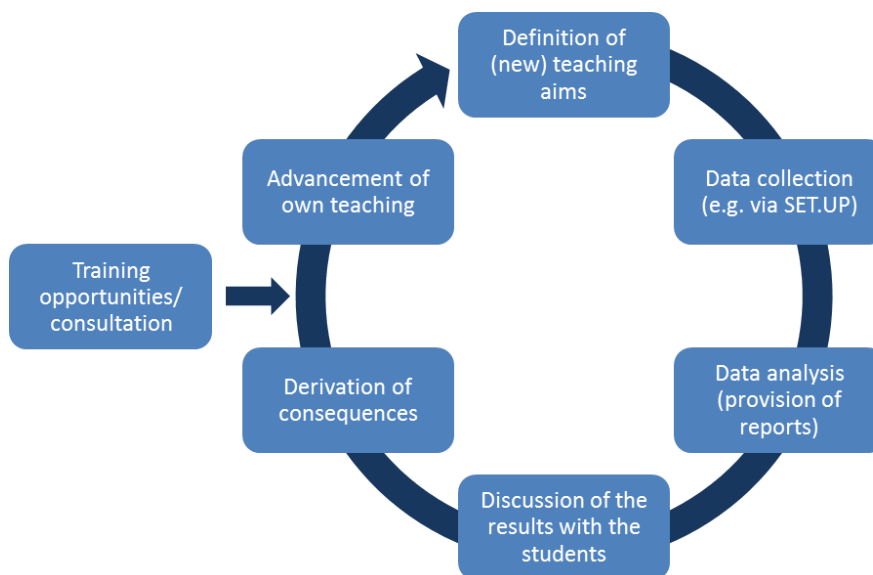 Definition of
(new) teaching
aims
Data collection
(e.g. via SET.UP)
Data analysis
(provision of
reports)
Discussion of the
results with the
students
Derivation of
consequences
Training
opportunities/
consultation
Advancement of
own teaching